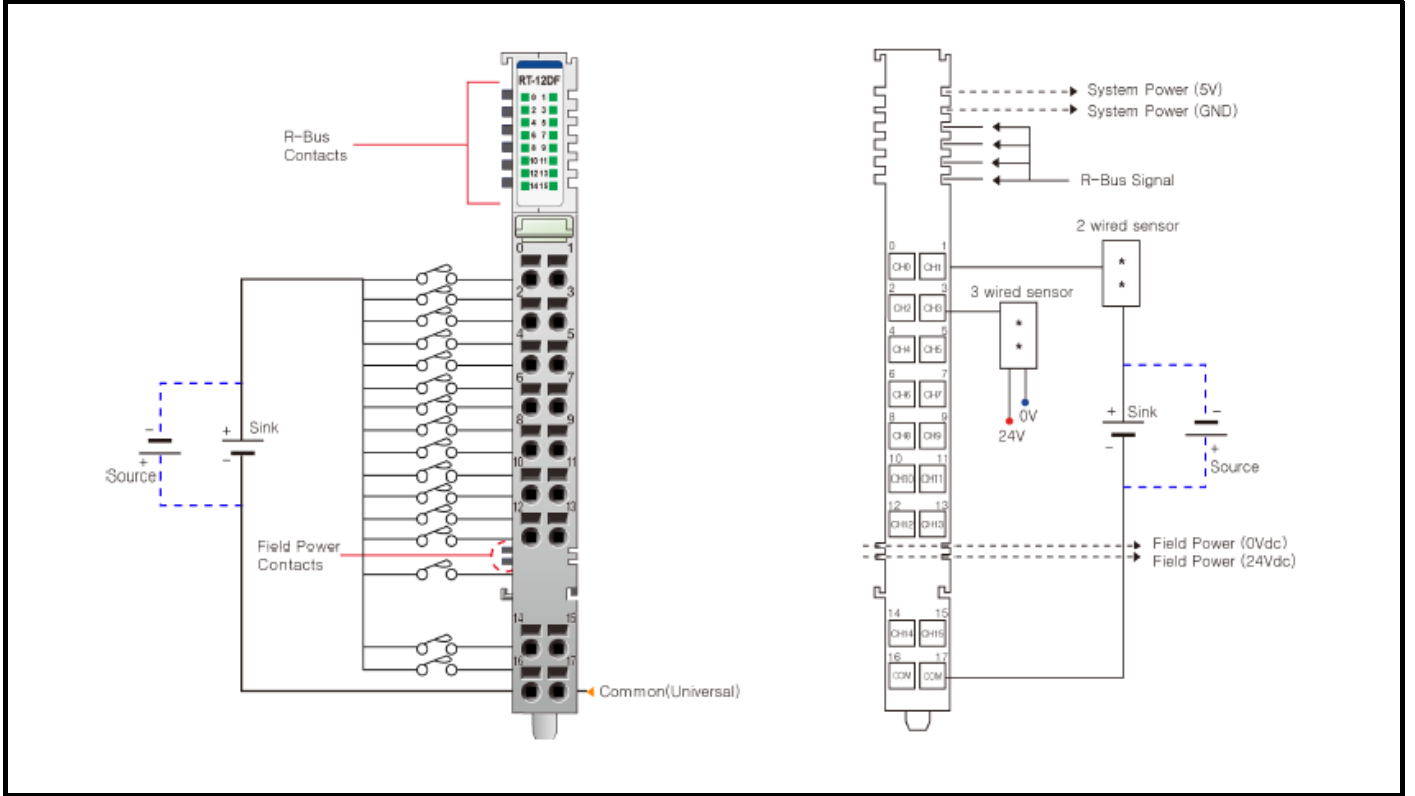 RT-12DF
0 1
2 3
4 5
6 7
8 9
10 11
12 13
14 15
R-Bus
Contacts
0 1
2 3
4 5
6 7
8 9
10 11
12 13
14 15
16 17
+ Sink
-
-
+
Source
Field Power
Contacts
Common(Universal)
System Power (5V)
System Power (GND)
R-Bus Signal
2 wired sensor
* *
3 wired sensor
* *
0V
24V
0 1
CH0 CH1
2 3
CH2 CH3
4 5
CH4 CH5
6 7
CH6 CH7
8 9
CH8 CH9
10 11
CH10 CH11
12 13
CH12 CH13
+ Sink
-
-
+
Source
Field Power (0Vdc)
Field Power (24Vdc)
14 15
CH14 CH15
16 17
COM COM